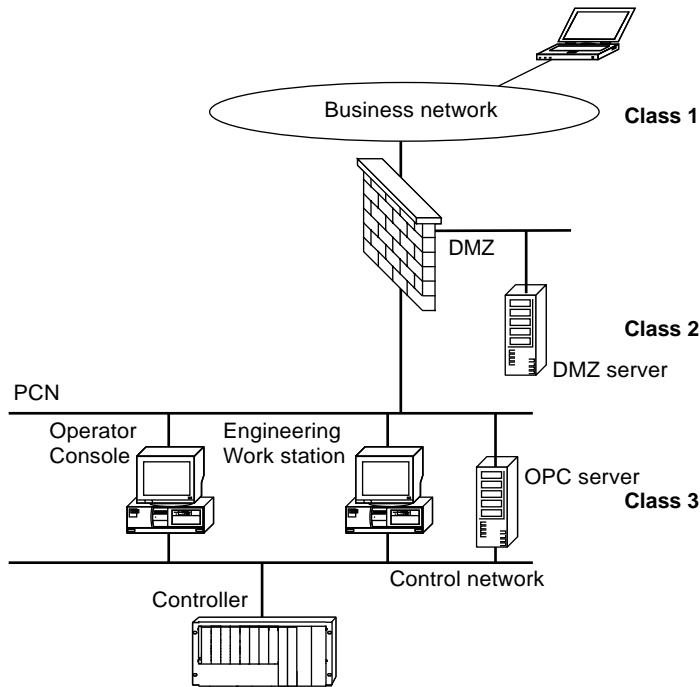 Business network
Class 1
DMZ
Class 2
DMZ server
PCN
Operator
Console
Engineering
Work station
OPC server
Class 3
Control network
Controller